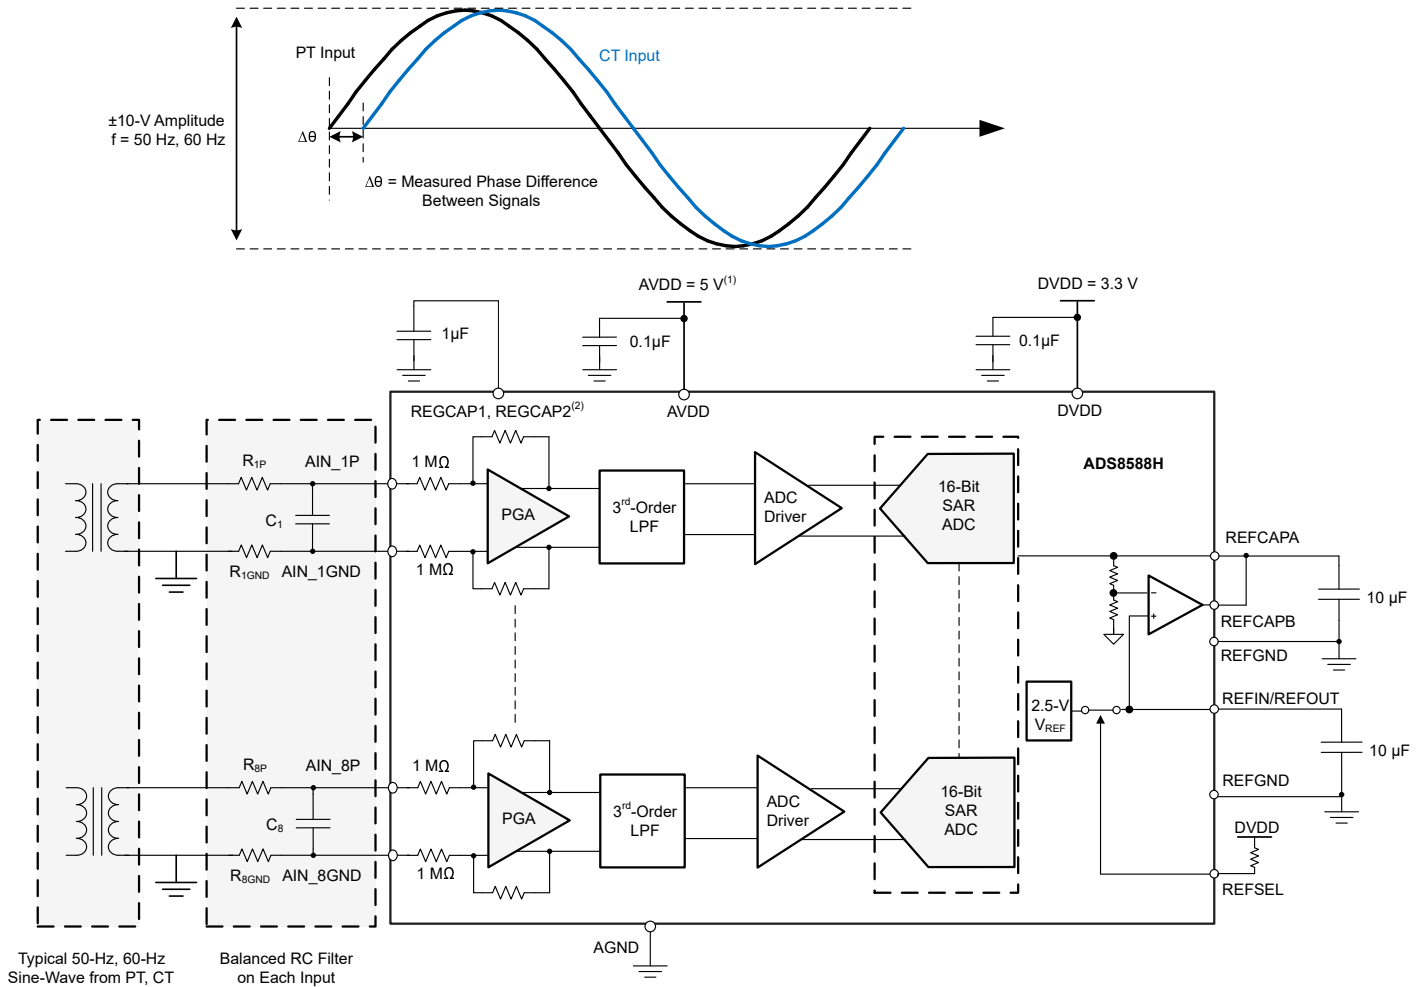 PT Input
CT Input
±10-V Amplitude
f = 50 Hz, 60 Hz
Δθ
Δθ = Measured Phase Difference
Between Signals
AVDD = 5 V(1)
DVDD = 3.3 V
1µF
0.1µF
0.1µF
REGCAP1, REGCAP2(2)
AVDD
DVDD
ADS8588H
R1P
AIN_1P
1 MΩ
C1
PGA
3rd-Order
LPF
ADC
Driver
16-Bit
SAR
ADC
R1GND
AIN_1GND
1 MΩ
REFCAPA
10 µF
−
+
REFCAPB
REFGND
2.5-V
VREF
REFIN/REFOUT
10 µF
REFGND
R8P
AIN_8P
1 MΩ
C8
PGA
3rd-Order
LPF
ADC
Driver
16-Bit
SAR
ADC
DVDD
R8GND
AIN_8GND
1 MΩ
REFSEL
AGND
Typical 50-Hz, 60-Hz
Sine-Wave from PT, CT
Balanced RC Filter
on Each Input